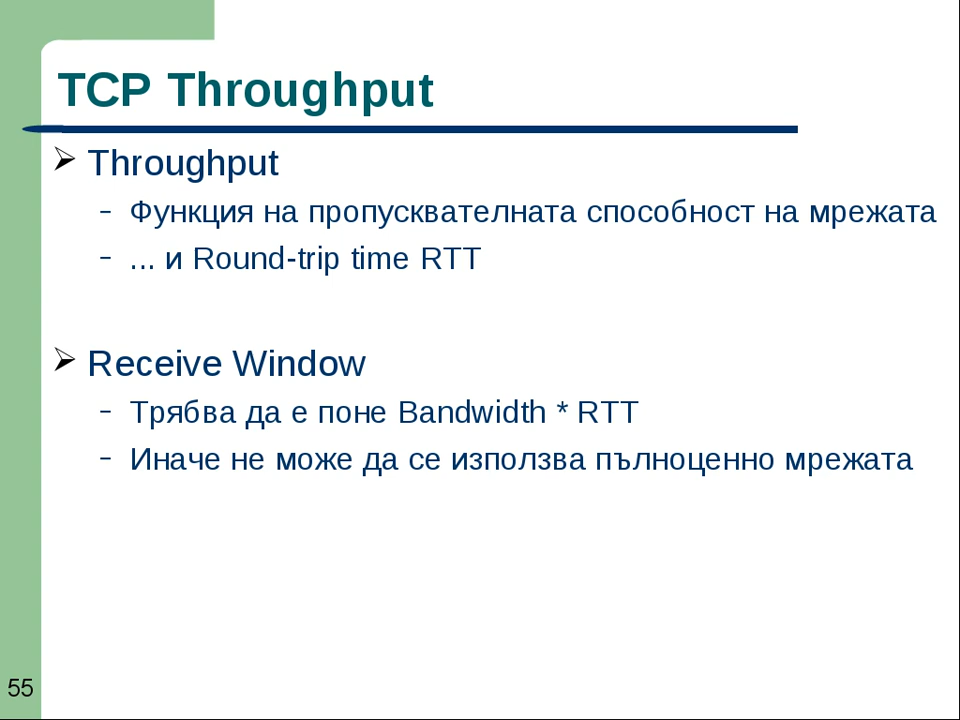 TCP Throughput
Throughput
– Функция на пропусквателната способност на мрежата
– ... и Round-trip time RTT
Receive Window
– Трябва да е поне Bandwidth * RTT
– Иначе не може да се използва пълноценно мрежата
55